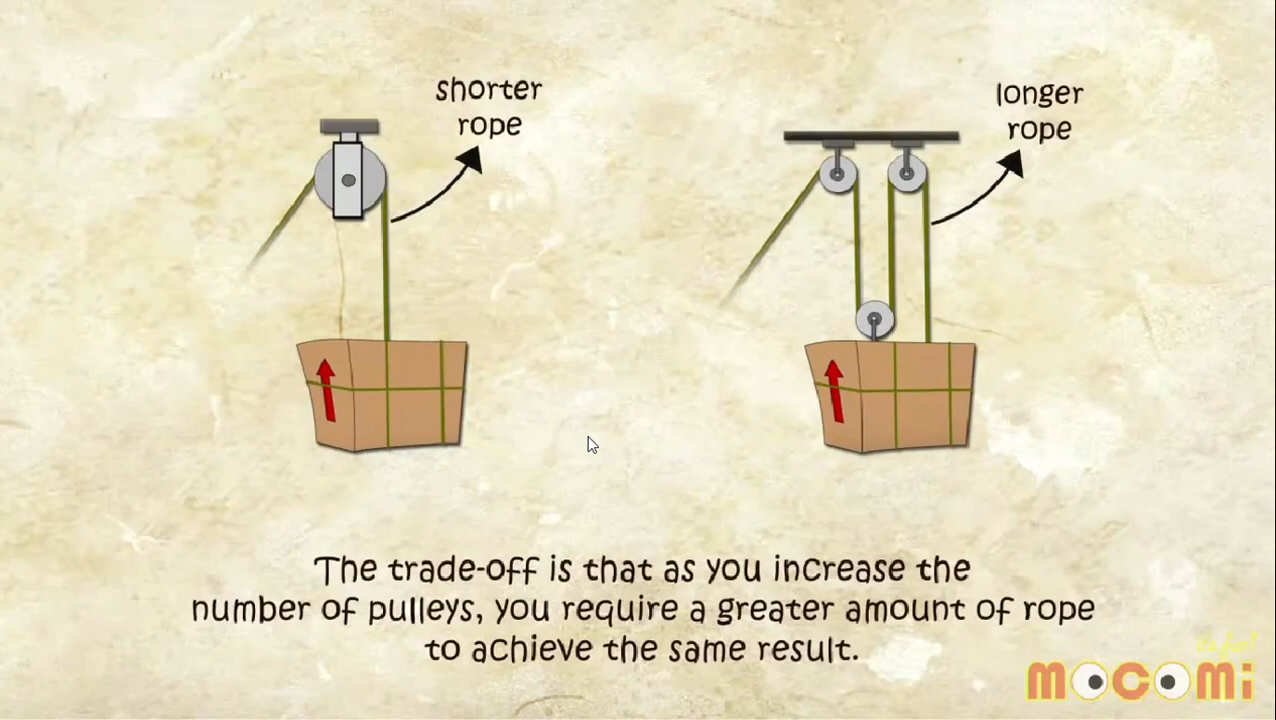 shorter
rope
longer
rope
The trade-off is that as you increase the
number of pulleys, you require a greater amount of rope
to achieve the same result.
mocomi